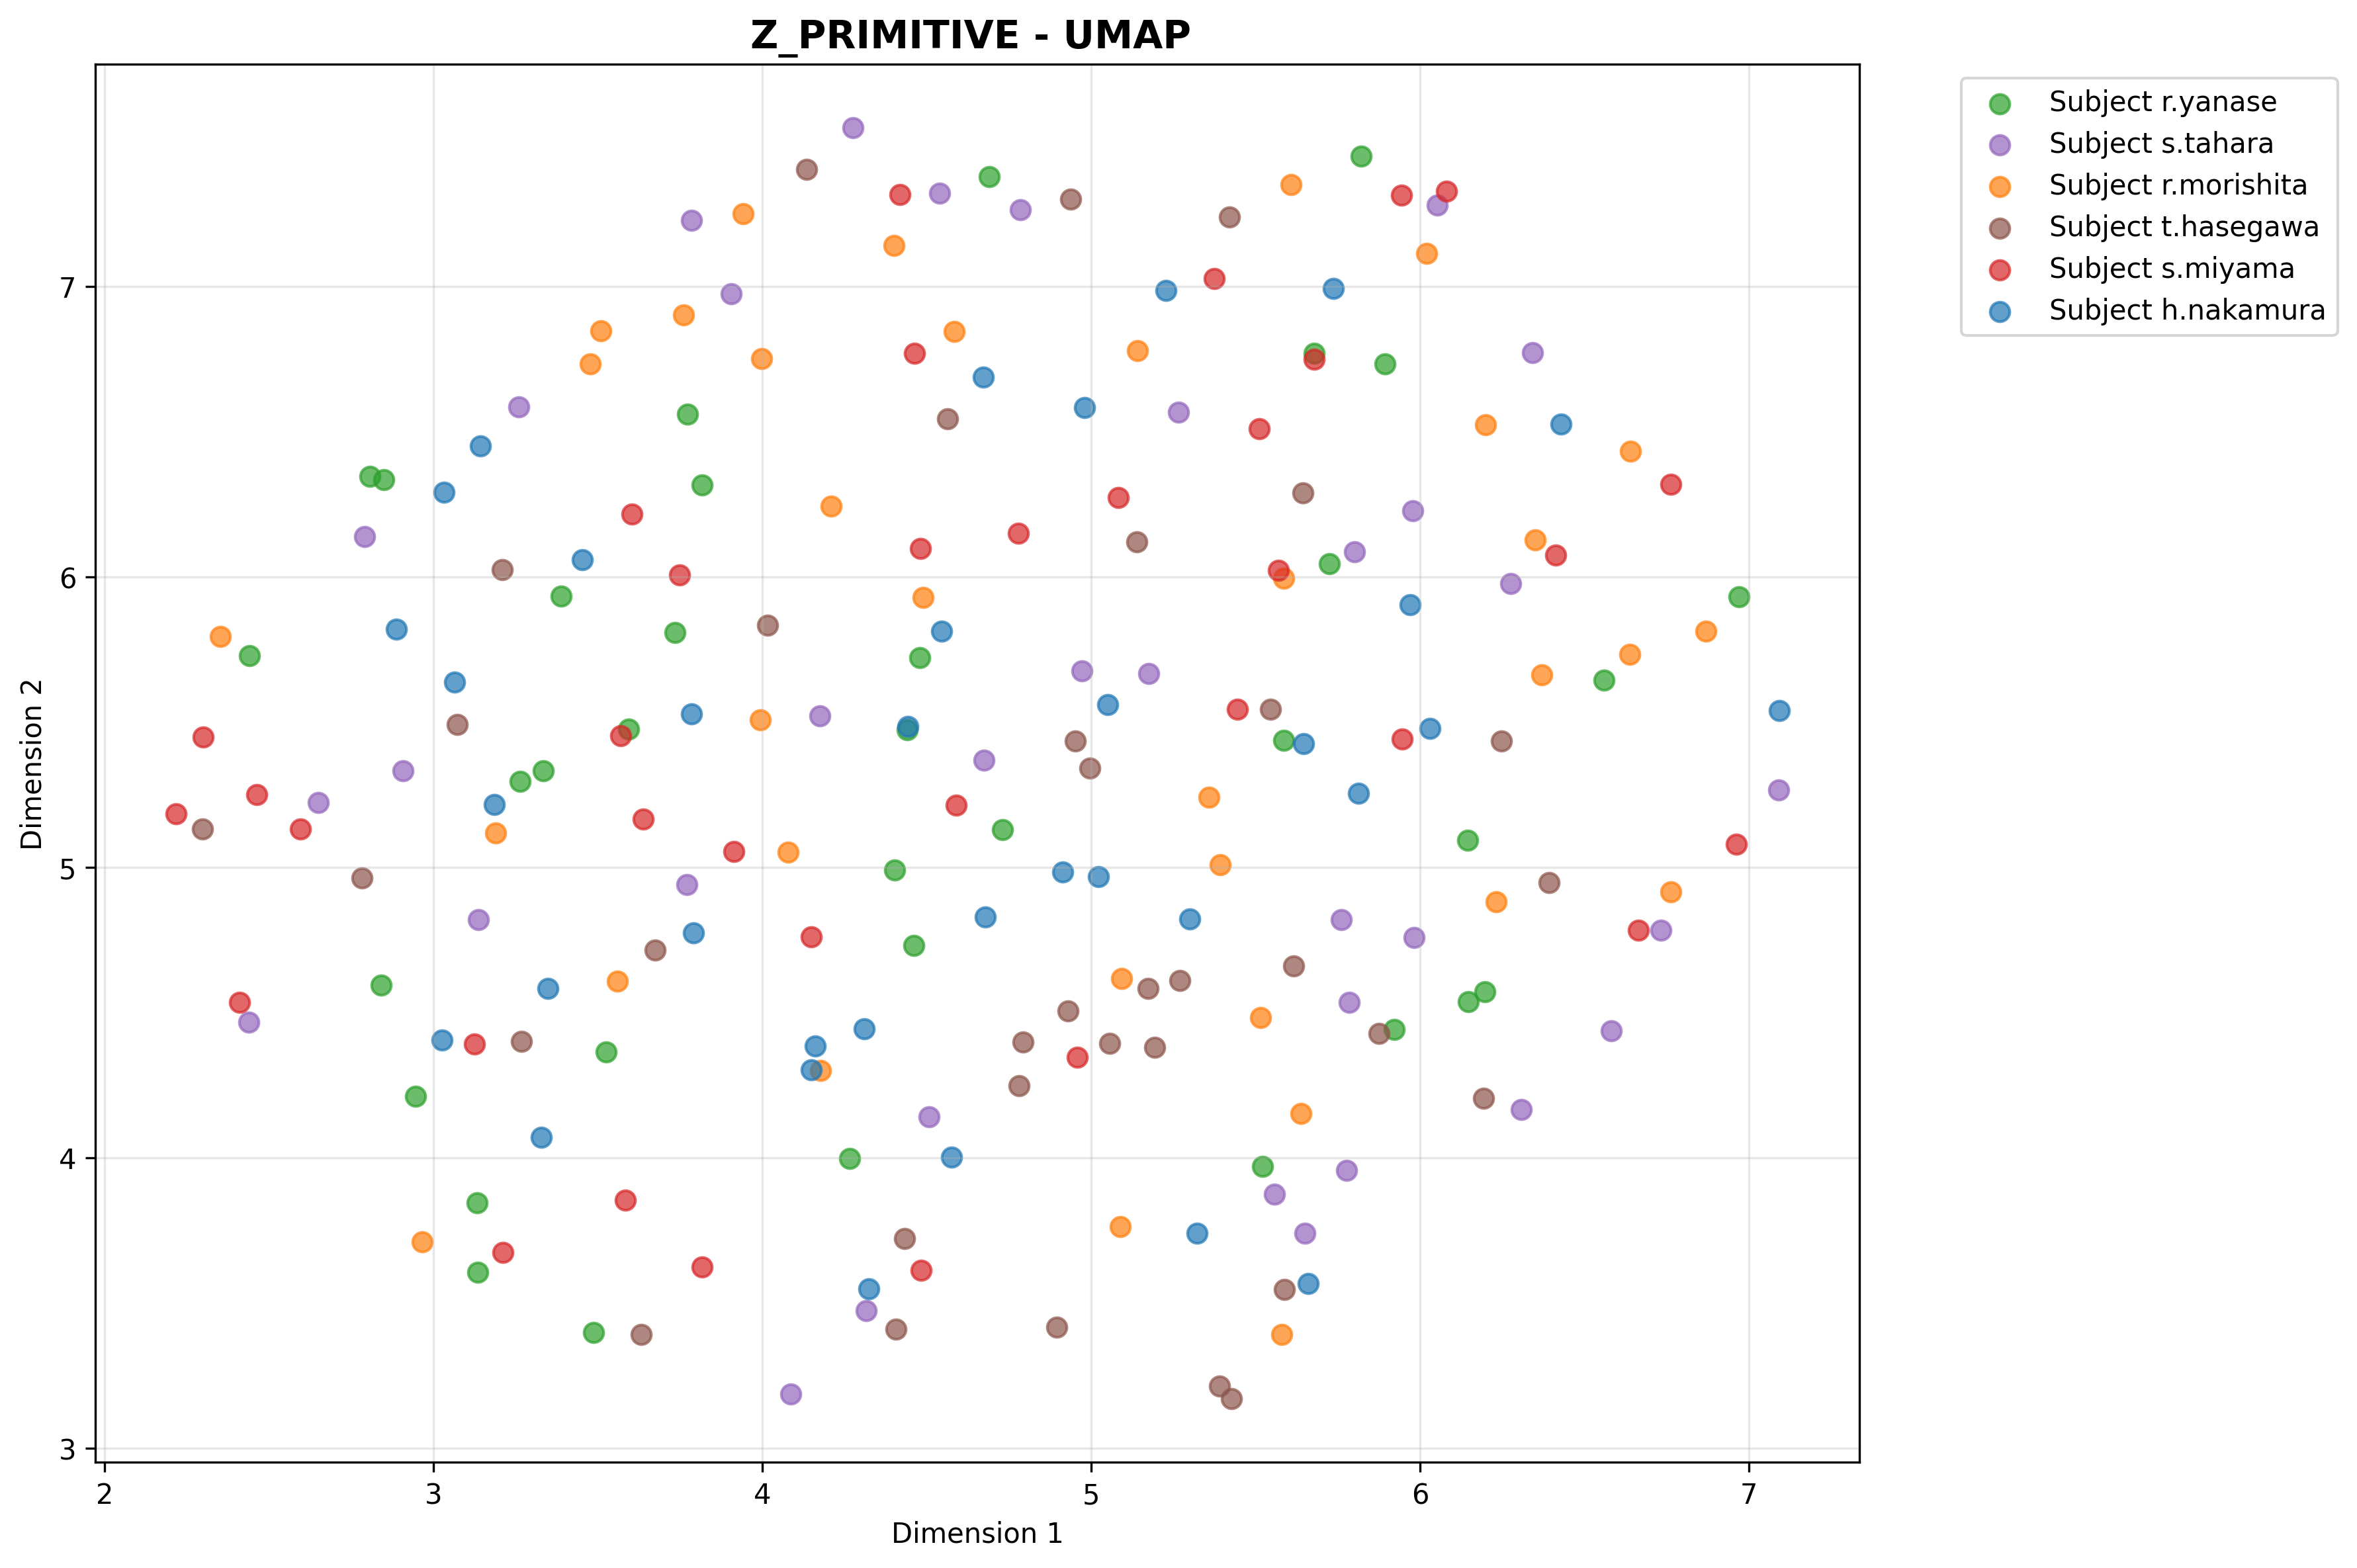 Z_PRIMITIVE - UMAP
Subject r.yanase
Subject s.tahara
Subject r.morishita
Subject t.hasegawa
Subject s.miyama
Subject h.nakamura
Dimension 2
7
6
5
4
3
2 3 4 5 6 7
Dimension 1